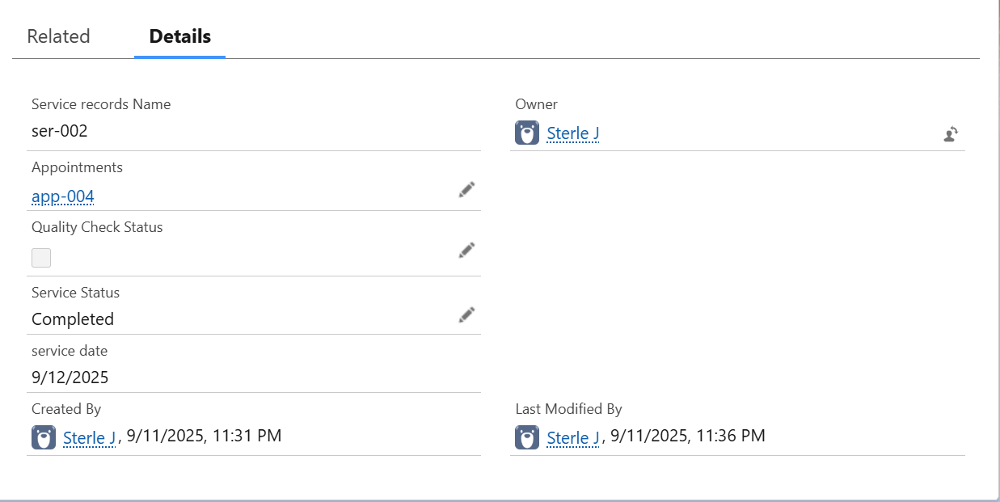 Related Details
Service records Name
ser-002
Owner
Sterle J
Appointments
app-004
Quality Check Status
Service Status
Completed
service date
9/12/2025
Created By
Sterle J, 9/11/2025, 11:31 PM
Last Modified By
Sterle J, 9/11/2025, 11:36 PM